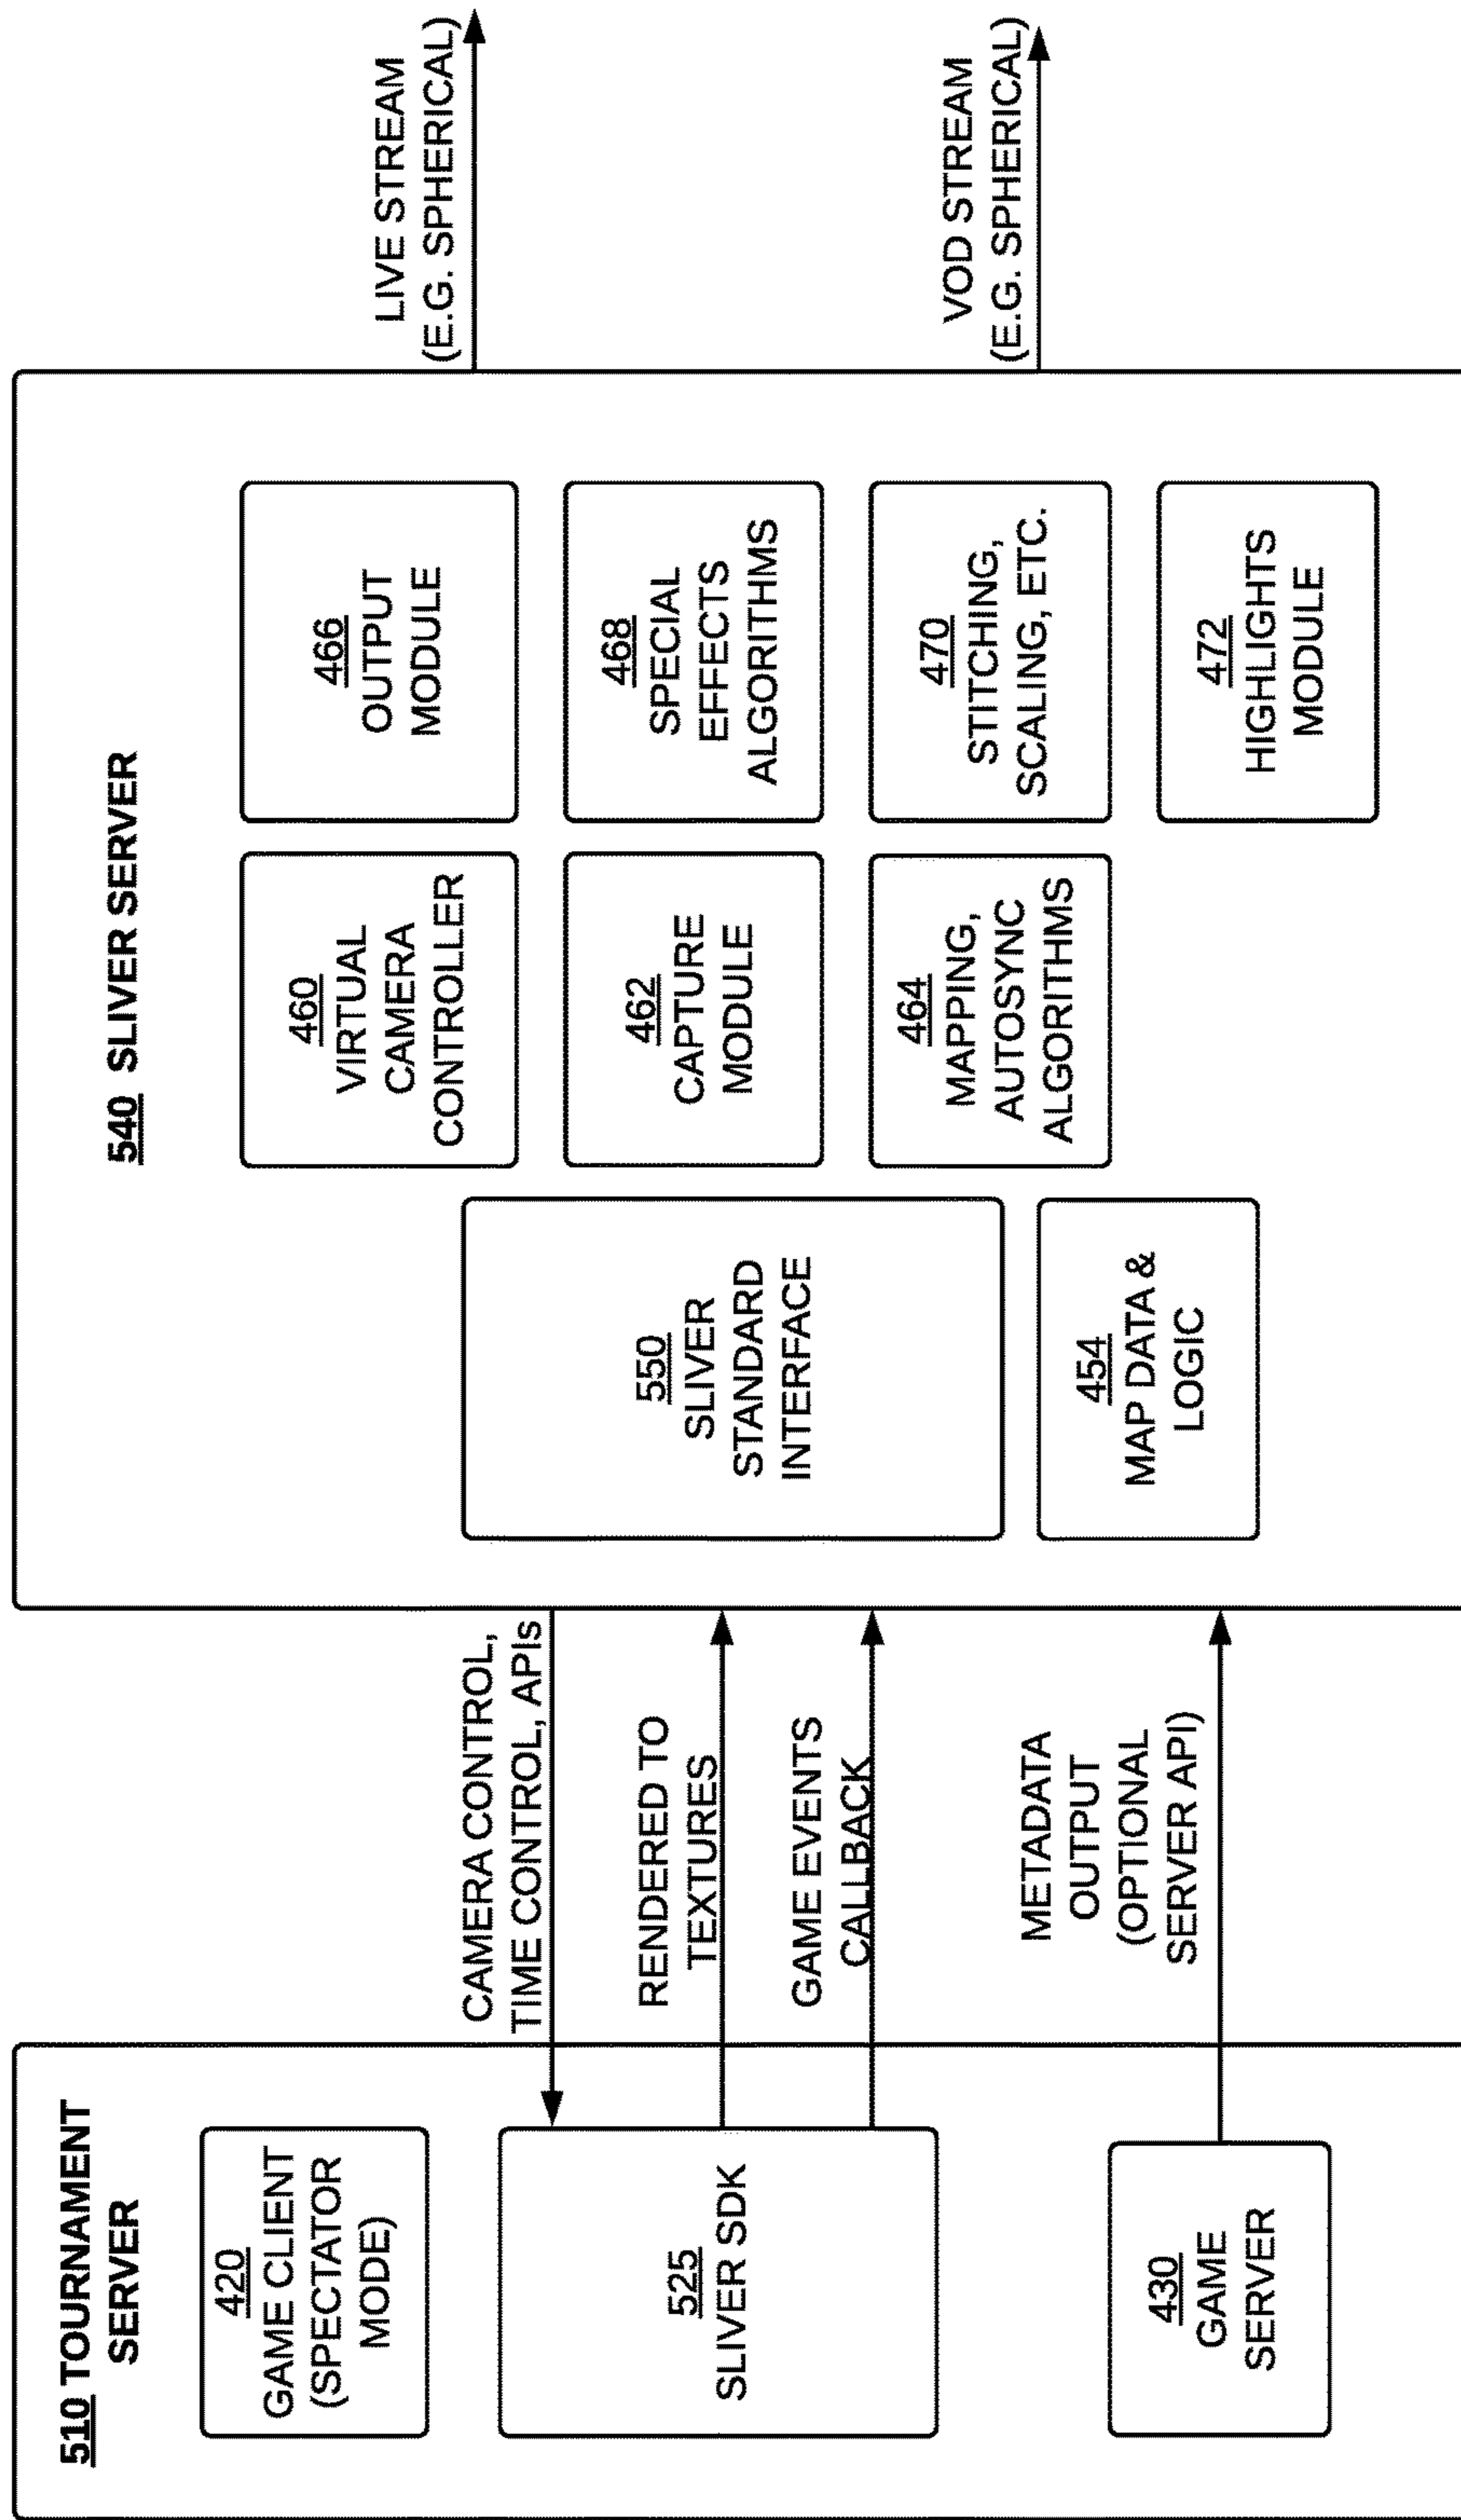 510 TOURNAMENT
SERVER
420
GAME CLIENT
(SPECTATOR
MODE)
525
SLIVER SDK
430
GAME
SERVER
CAMERA CONTROL,
TIME CONTROL, APIs
RENDERED TO
TEXTURES
GAME EVENTS
CALLBACK
METADATA
OUTPUT
(OPTIONAL
SERVER API)
540 SLIVER SERVER
550
SLIVER
STANDARD
INTERFACE
454
MAP DATA &
LOGIC
460
VIRTUAL
CAMERA
CONTROLLER
462
CAPTURE
MODULE
464
MAPPING,
AUTOSYNC
ALGORITHMS
466
OUTPUT
MODULE
468
SPECIAL
EFFECTS
ALGORITHMS
470
STITCHING,
SCALING, ETC.
472
HIGHLIGHTS
MODULE
LIVE STREAM
(E.G. SPHERICAL)
VOD STREAM
(E.G. SPHERICAL)